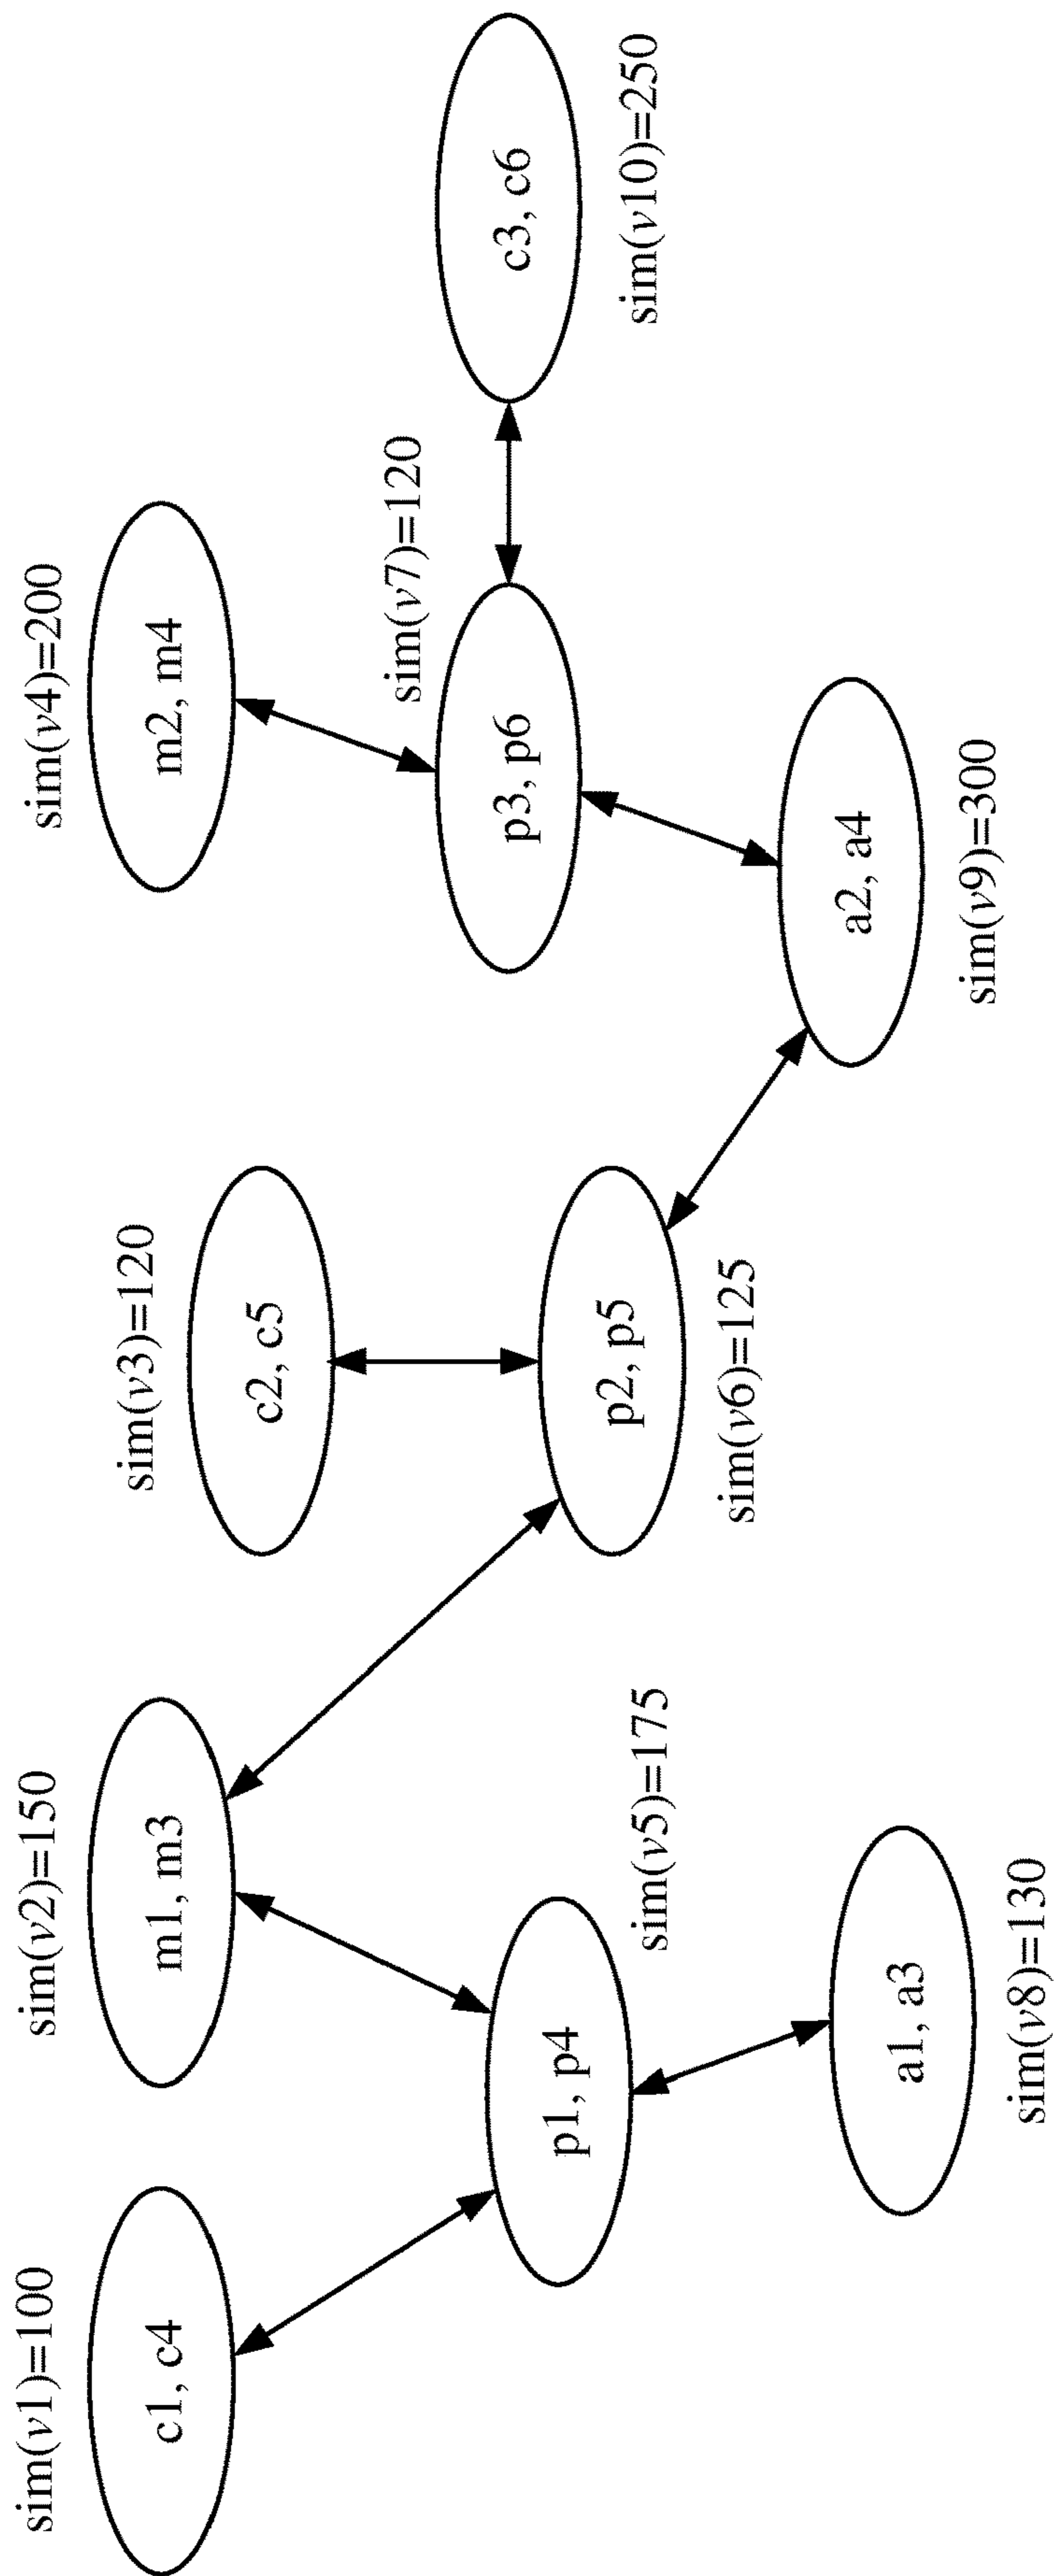 sim(v1)=100
sim(v2)=150
sim(v3)=120
sim(v4)=200
c1, c4
m1, m3
c2, c5
m2, m4
sim(v7)=120
p1, p4
p2, p5
p3, p6
c3, c6
sim(v5)=175
sim(v6)=125
sim(v10)=250
a1, a3
a2, a4
sim(v8)=130
sim(v9)=300